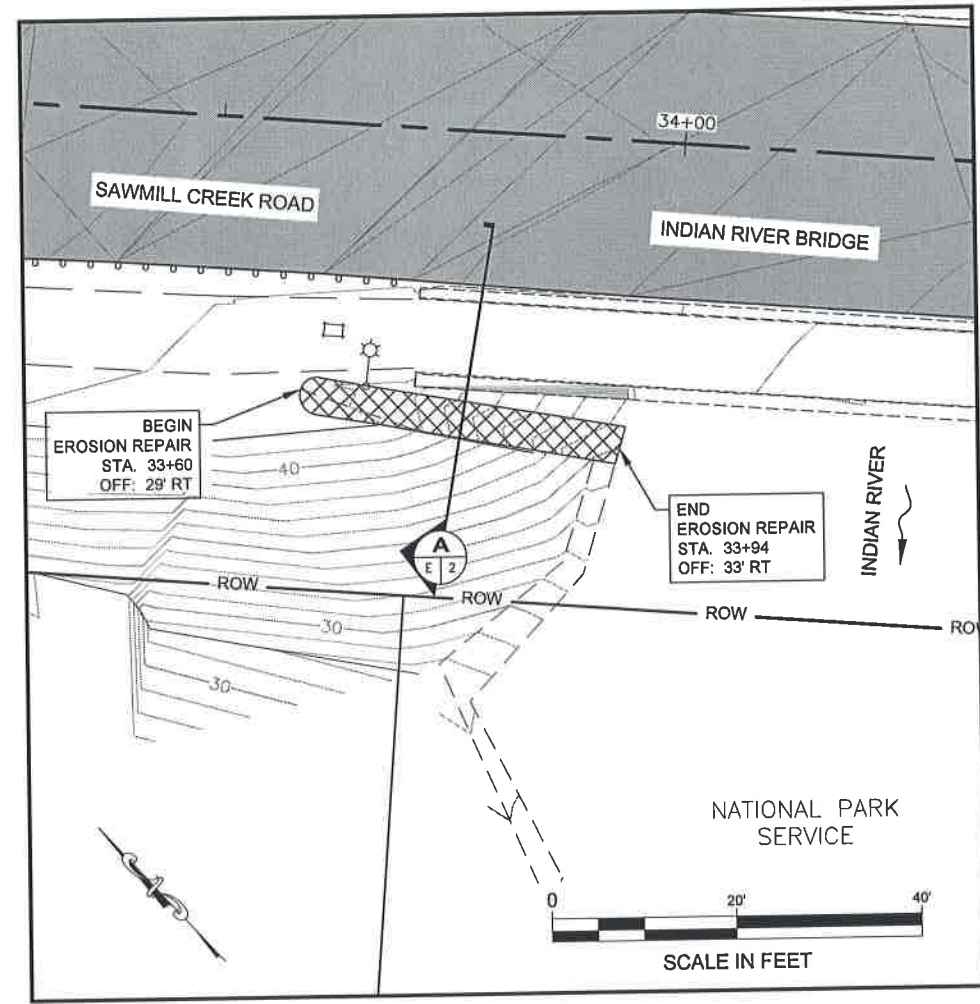 34+00
SAWMILL CREEK ROAD
INDIAN RIVER BRIDGE
BEGIN
EROSION REPAIR
STA. 33+60
OFF: 29' RT
40
END
EROSION REPAIR
STA. 33+94
OFF: 33' RT
INDIAN RIVER
A
E 2
ROW
ROW
ROW
ROW
30
30
NATIONAL PARK
SERVICE
0 20' 40'
SCALE IN FEET